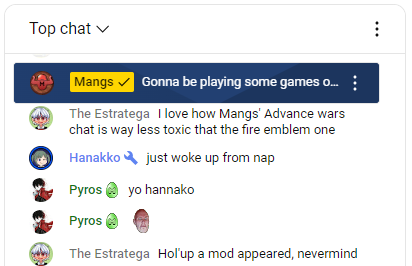 Top chat
Mangs Gonna be playing some games o...
The Estratega I love how Mangs' Advance wars
chat is way less toxic that the fire emblem one
Hanakko just woke up from nap
Pyros yo hannako
Pyros
The Estratega Hol'up a mod appeared, nevermind